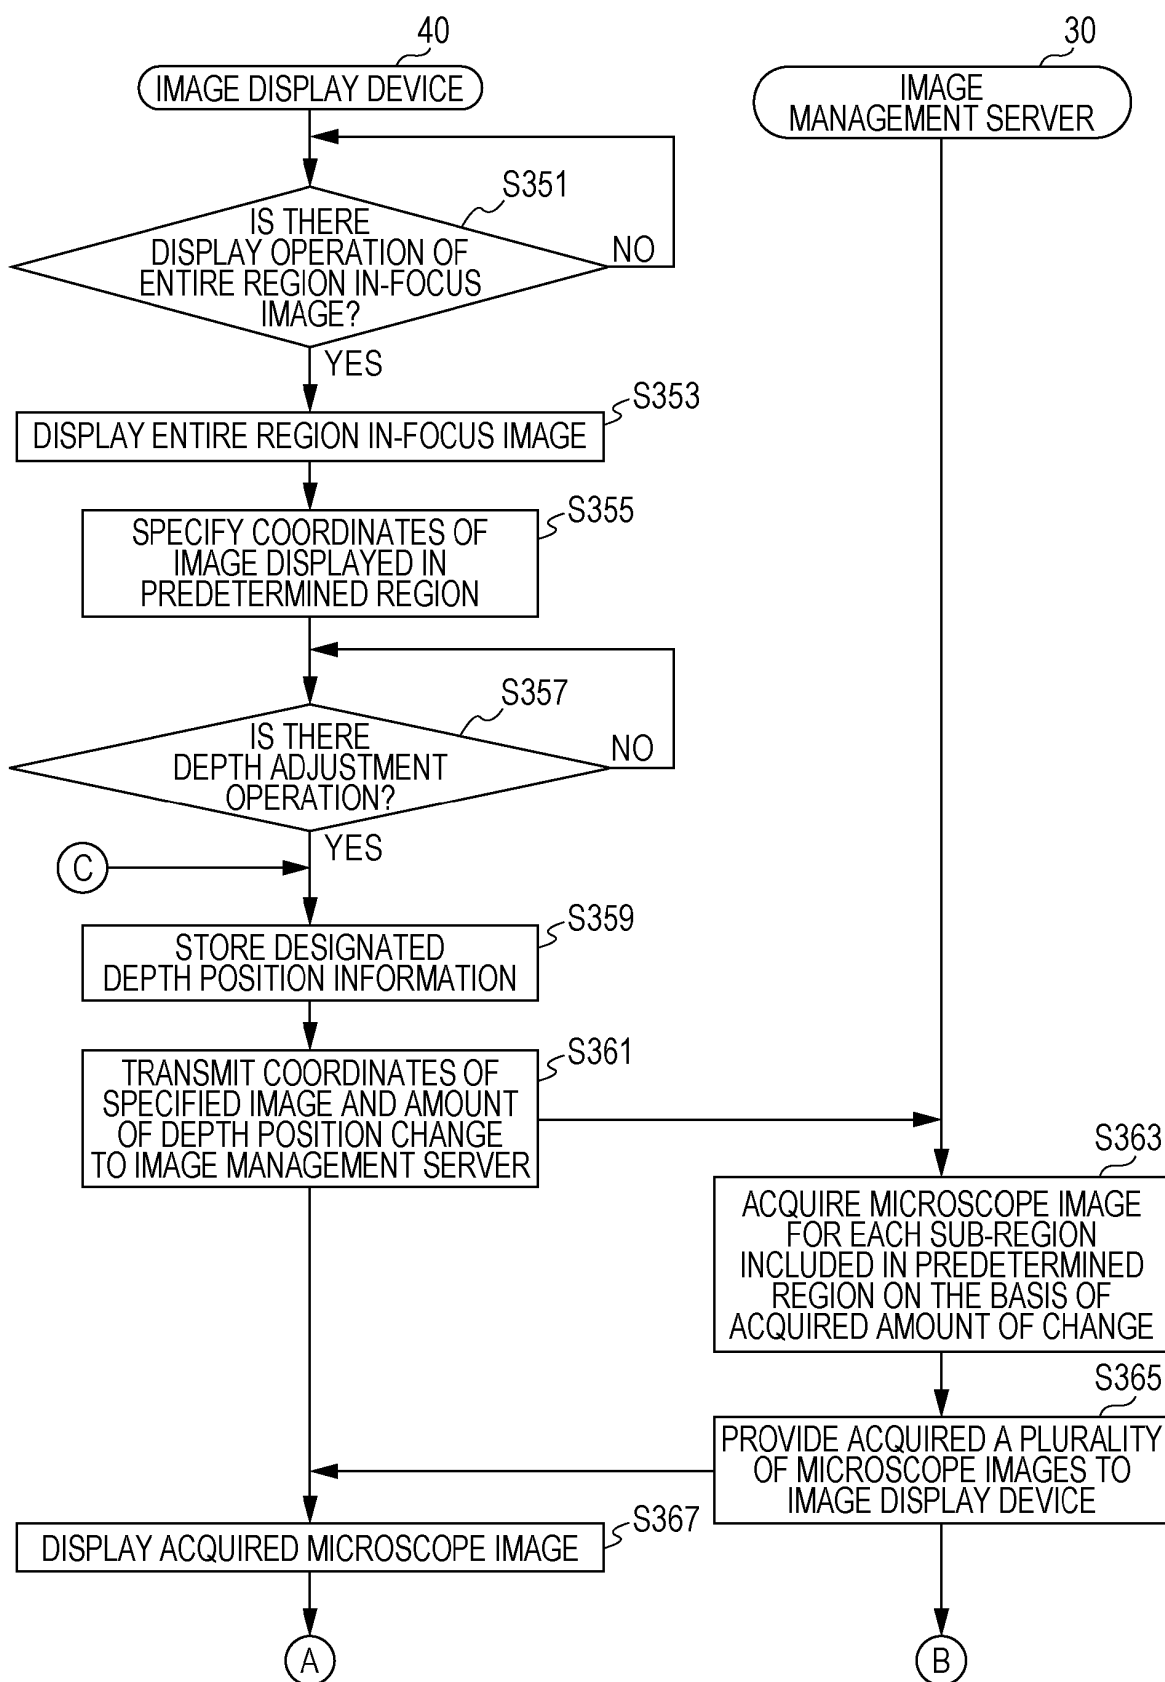 40
IMAGE DISPLAY DEVICE
30
IMAGE
MANAGEMENT SERVER
S351
IS THERE
DISPLAY OPERATION OF
ENTIRE REGION IN-FOCUS
IMAGE?
NO
YES
S353
DISPLAY ENTIRE REGION IN-FOCUS IMAGE
S355
SPECIFY COORDINATES OF
IMAGE DISPLAYED IN
PREDETERMINED REGION
S357
IS THERE
DEPTH ADJUSTMENT
OPERATION?
NO
YES
C
S359
STORE DESIGNATED
DEPTH POSITION INFORMATION
S361
TRANSMIT COORDINATES OF
SPECIFIED IMAGE AND AMOUNT
OF DEPTH POSITION CHANGE
TO IMAGE MANAGEMENT SERVER
S363
ACQUIRE MICROSCOPE IMAGE
FOR EACH SUB-REGION
INCLUDED IN PREDETERMINED
REGION ON THE BASIS OF
ACQUIRED AMOUNT OF CHANGE
S365
PROVIDE ACQUIRED A PLURALITY
OF MICROSCOPE IMAGES TO
IMAGE DISPLAY DEVICE
S367
DISPLAY ACQUIRED MICROSCOPE IMAGE
A
B